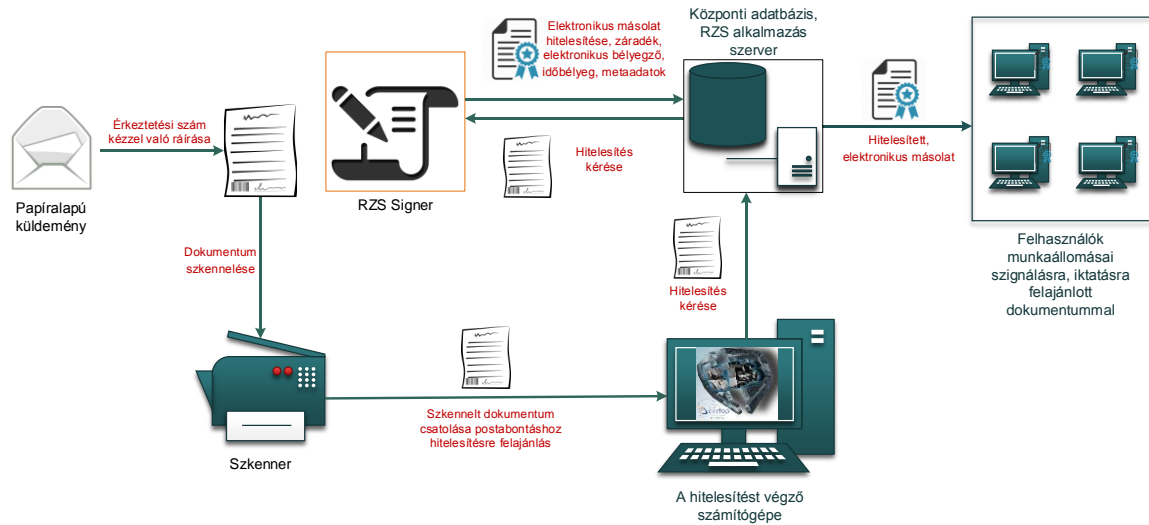 Elektronikus másolat
hitelesítése, záradék,
elektronikus bélyegző,
időbélyeg, metaadatok
Központi adatbázis,
RZS alkalmazás
szerver
Érkeztetési szám
kézzel való ráírása
Hitelesítés
kérése
Hitelesített,
elektronikus másolat
Papíralapú
küldemény
RZS Signer
Dokumentum
szkennelése
Hitelesítés
kérése
Felhasználók
munkaállomásai
szignálásra, iktatásra
felajánlott
dokumentummal
Szkennelt dokumentum
csatolása postabontáshoz
hitelesítésre felajánlás
Szkenner
A hitelesítést végző
számítógépe